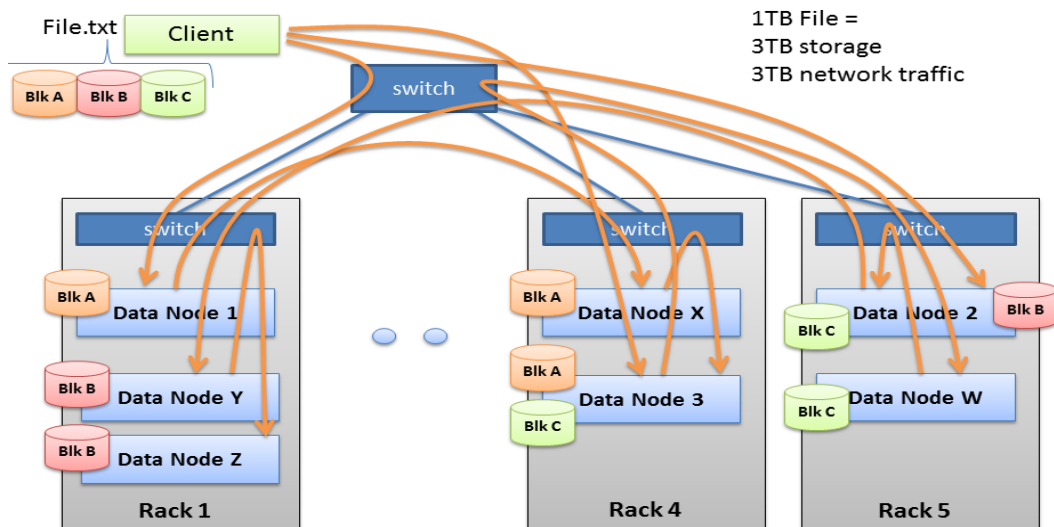 File.txt
Client
Blk A
Blk B
Blk C
switch
1TB File =
3TB storage
3TB network traffic
switch
Blk A
Data Node 1
Blk B
Data Node Y
Blk B
Data Node Z
Rack 1
switch
Blk A
Data Node X
Blk A
Data Node 3
Blk C
Rack 4
switch
Data Node 2
Blk B
Blk C
Data Node W
Blk C
Rack 5